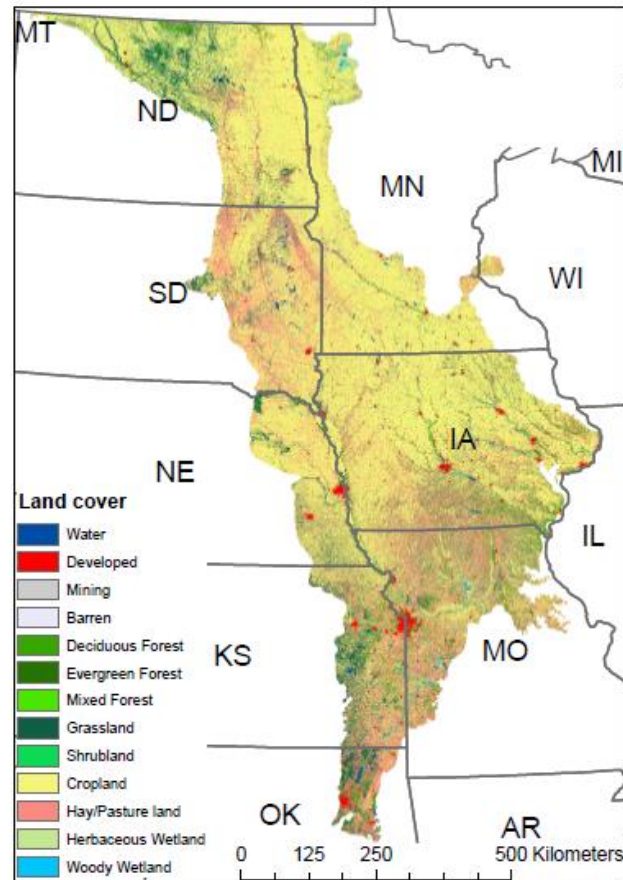 MT
ND
MN
MI
WI
SD
IA
NE
IL
KS
MO
OK
AR
Land cover
Water
Developed
Mining
Barren
Deciduous Forest
Evergreen Forest
Mixed Forest
Grassland
Shrubland
Cropland
Hay/Pasture land
Herbaceous Wetland
Woody Wetland
0 125 250 500 Kilometers